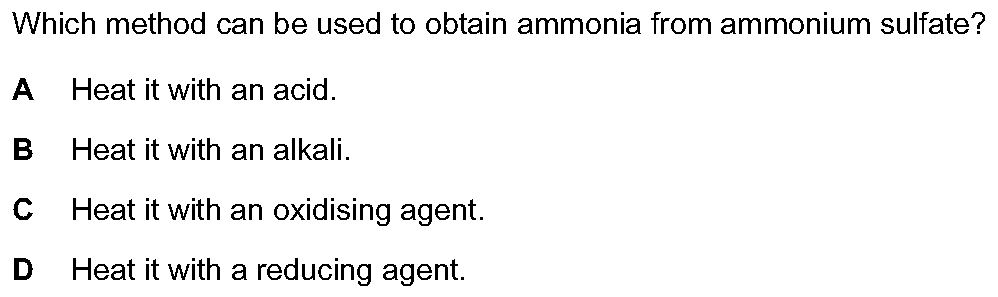 Which method can be used to obtain ammonia from ammonium sulfate?
A Heat it with an acid.
B Heat it with an alkali.
C Heat it with an oxidising agent.
D Heat it with a reducing agent.